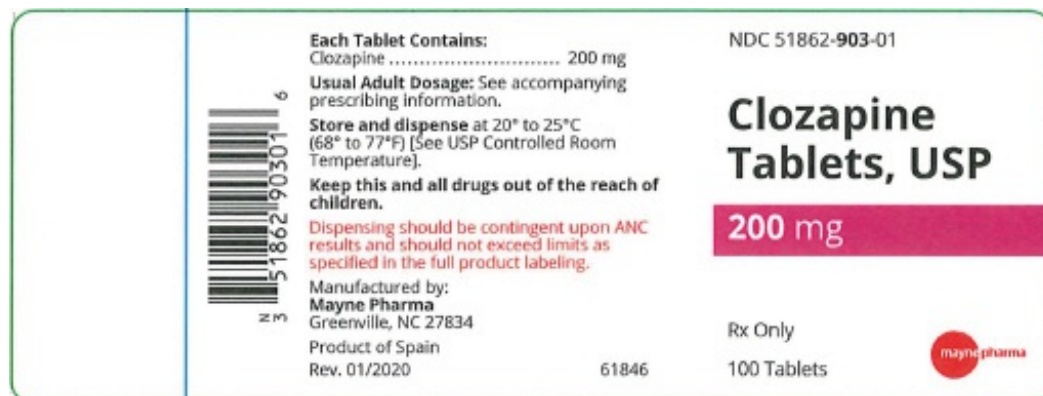 Each Tablet Contains:
Clozapine ............................ 200 mg
Usual Adult Dosage: See accompanying
prescribing information.
Store and dispense at 20° to 25°C
(68° to 77°F) [See USP Controlled Room
Temperature].
Keep this and all drugs out of the reach of
children.
Dispensing should be contingent upon ANC
results and should not exceed limits as
specified in the full product labeling.
Manufactured by:
Mayne Pharma
Greenville, NC 27834
Product of Spain
Rev. 01/2020 61846
N 3 51862 90301 6
NDC 51862-903-01
Clozapine
Tablets, USP
200 mg
Rx Only
100 Tablets
maynepharma